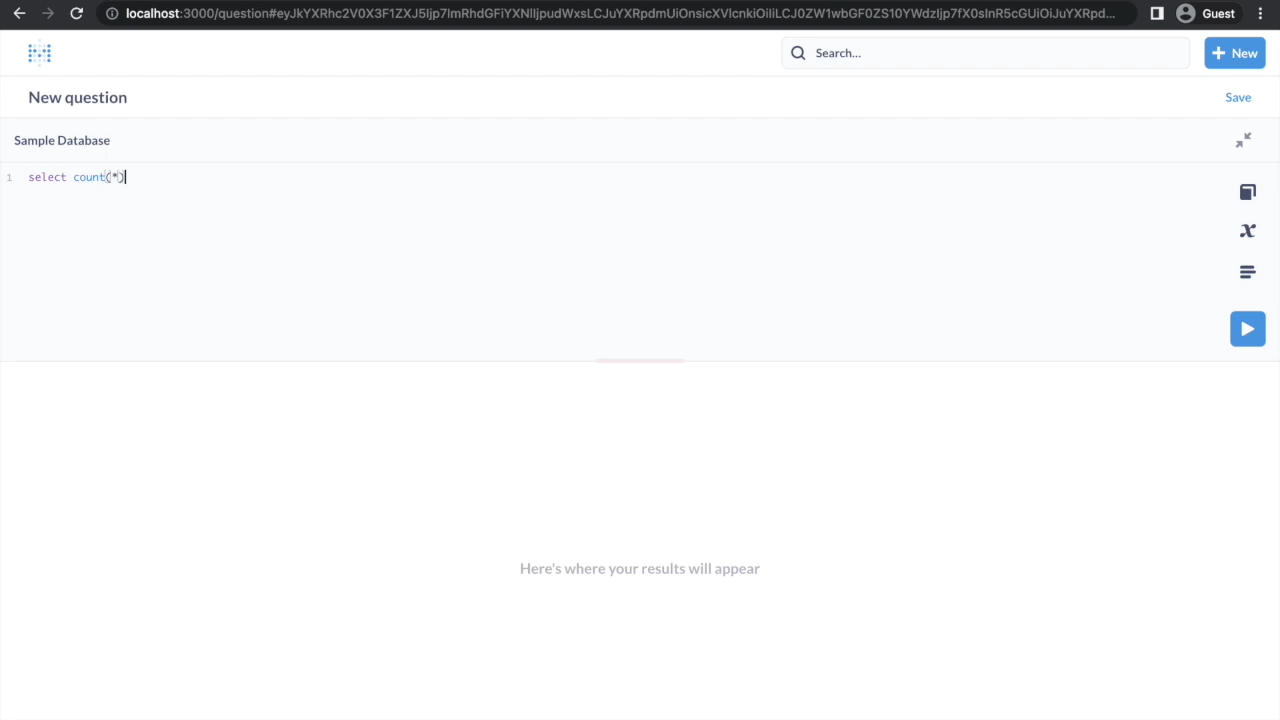 localhost:3000/question#eyJkYXRhc2V0X3F1ZXJ5Ijp7ImRhdGFiYXNlIjpudWxsLCJuYXRpdmUiOnsicXVlcnkiOiIiLCJ0ZW1wbGF0ZS10YWdzIjp7fX0sInR5cGUiOiJuYXRpd... Guest
Search... + New
New question Save
Sample Database
1 select count(*)
x
Here's where your results will appear